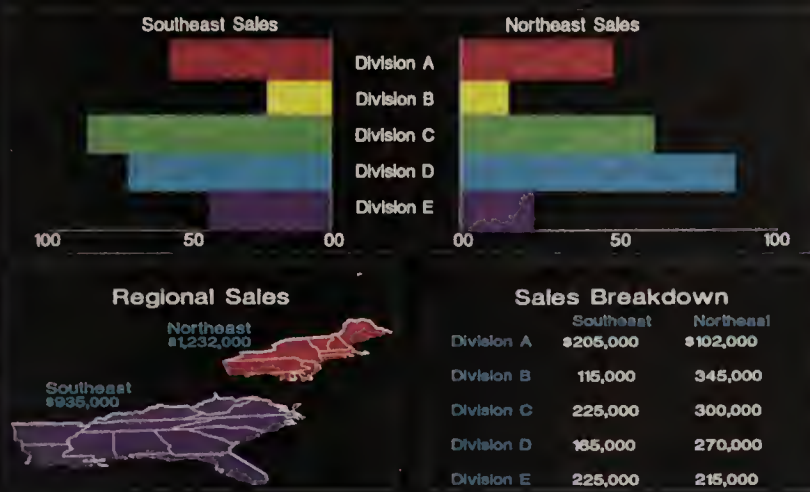 Southeast Sales
Northeast Sales
Division A
Division B
Division C
Division D
Division E
100 50 00
00 50 100
Regional Sales
Northeast
$1,232,000
Southeast
$935,000
Sales Breakdown
Southeast Northeast
Division A $205,000 $102,000
Division B 115,000 345,000
Division C 225,000 300,000
Division D 165,000 270,000
Division E 225,000 215,000